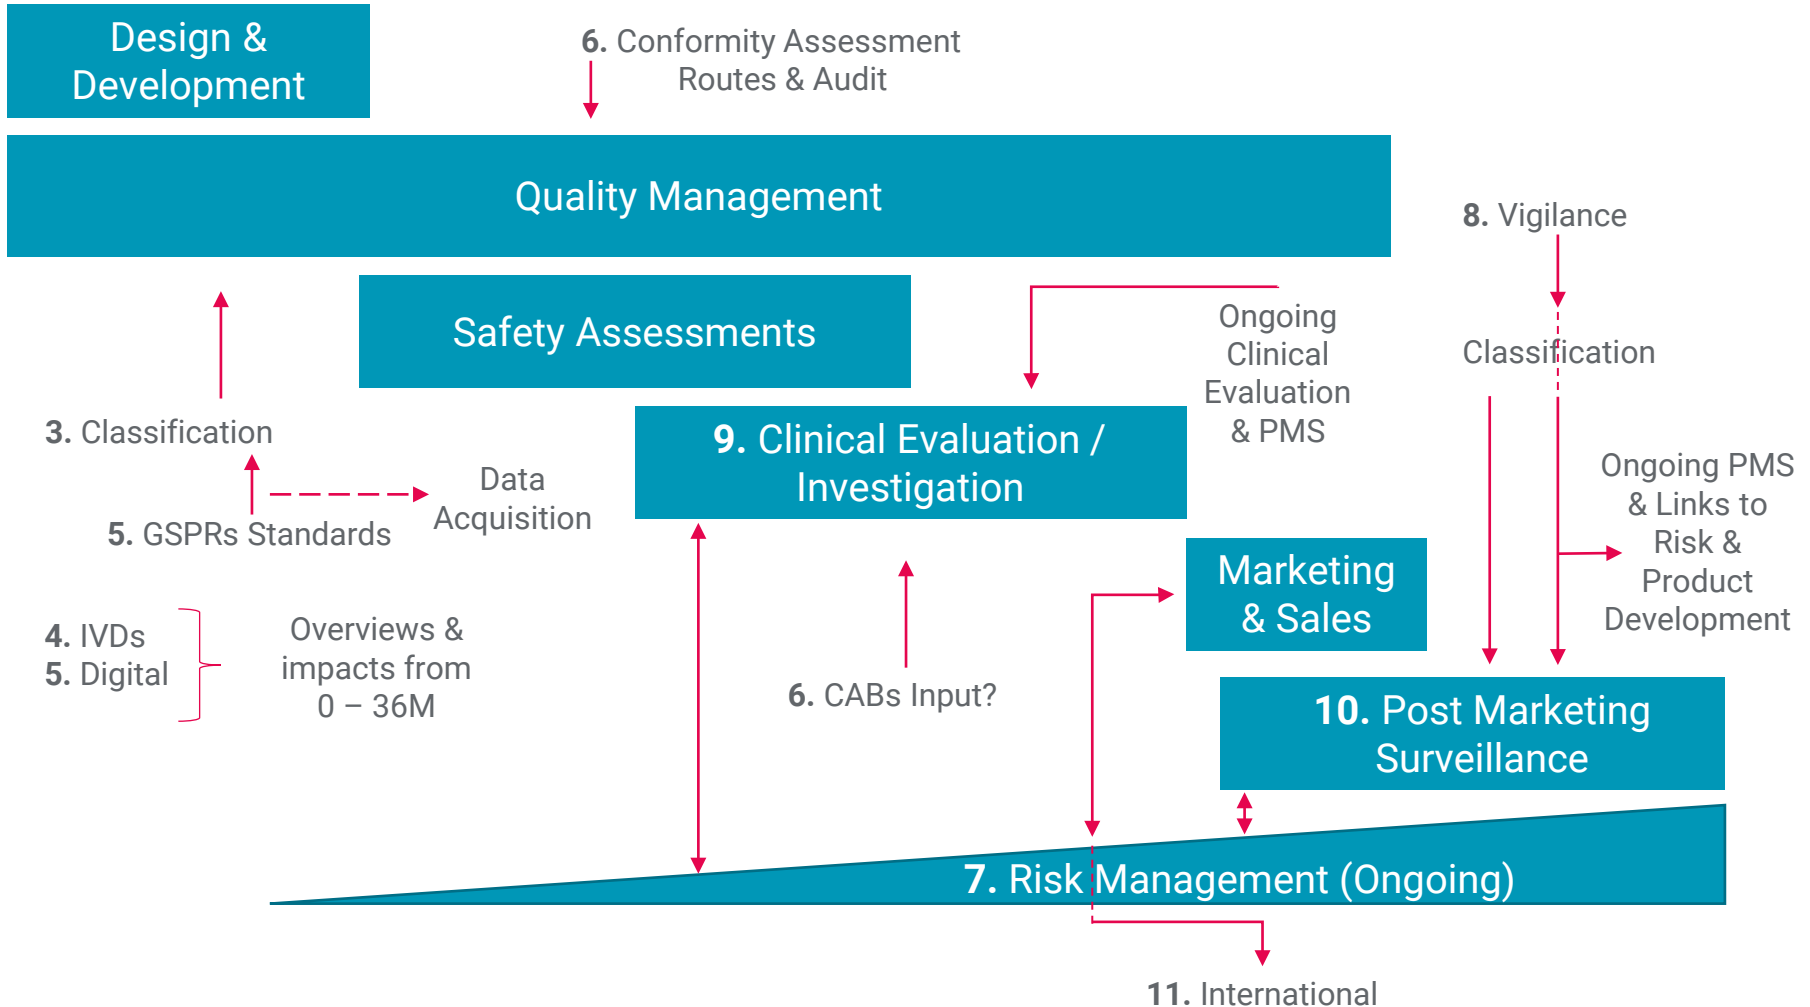 Design &
Development
6. Conformity Assessment
Routes & Audit
Quality Management
8. Vigilance
Safety Assessments
Ongoing
Clinical
Evaluation
& PMS
Classification
3. Classification
9. Clinical Evaluation /
Investigation
Data
Acquisition
5. GSPRs Standards
Ongoing PMS
& Links to
Risk &
Product
Development
Marketing
& Sales
4. IVDs
5. Digital
Overviews &
impacts from
0 – 36M
6. CABs Input?
10. Post Marketing
Surveillance
7. Risk Management (Ongoing)
11. International